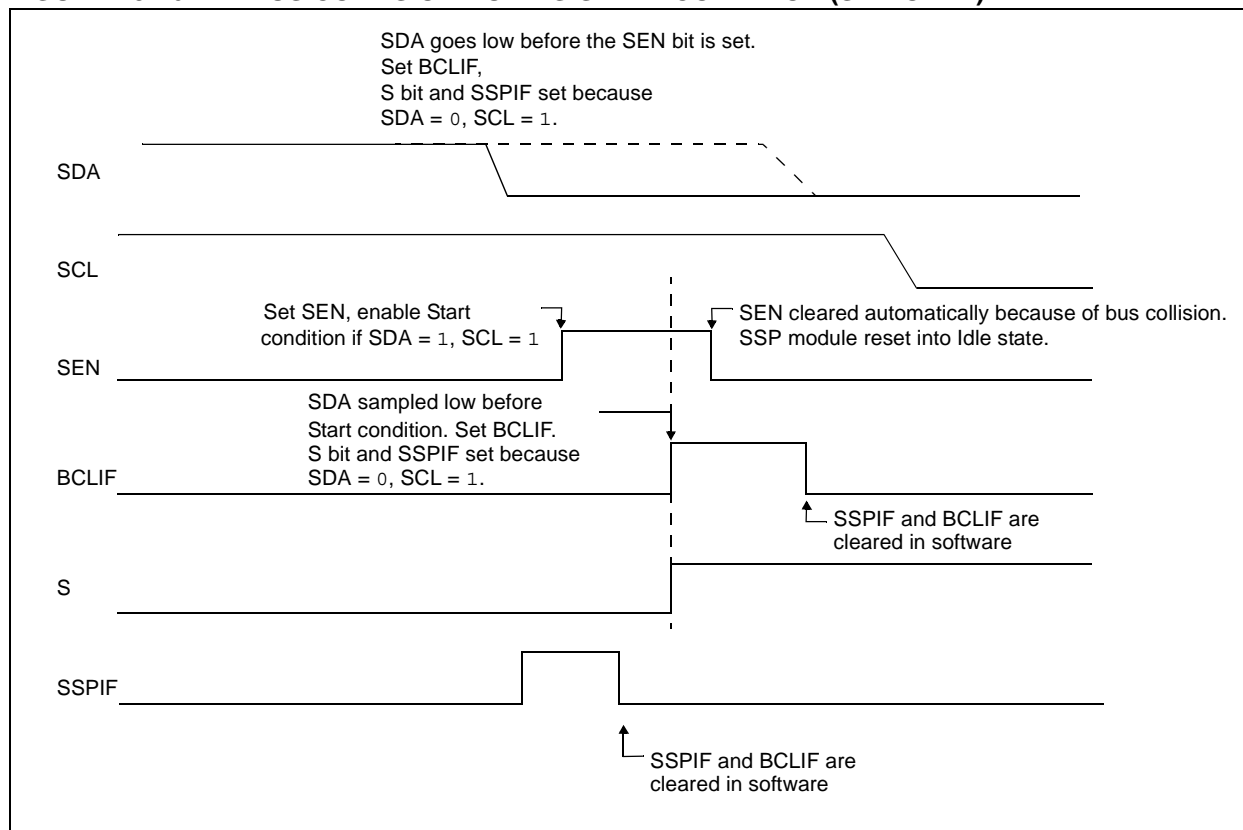 SDA goes low before the SEN bit is set.
Set BCLIF,
S bit and SSPIF set because
SDA = 0, SCL = 1.
SDA
SCL
Set SEN, enable Start
condition if SDA = 1, SCL = 1
SEN cleared automatically because of bus collision.
SSP module reset into Idle state.
SEN
SDA sampled low before
Start condition. Set BCLIF.
S bit and SSPIF set because
SDA = 0, SCL = 1.
BCLIF
SSPIF and BCLIF are
cleared in software
S
SSPIF
SSPIF and BCLIF are
cleared in software